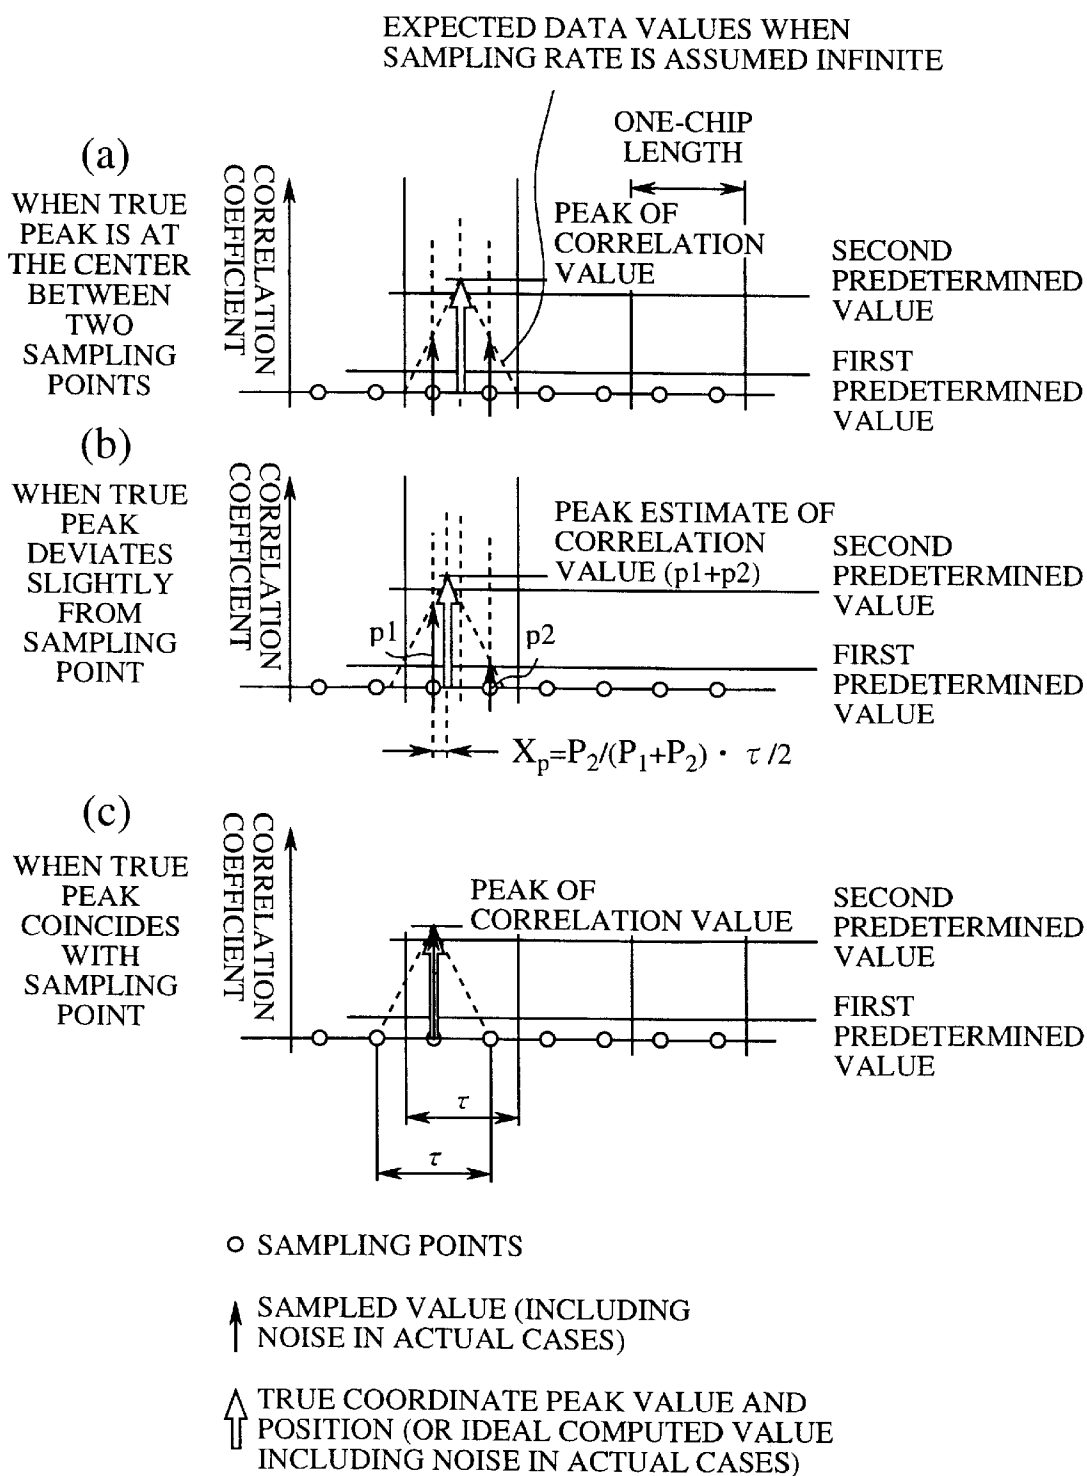 EXPECTED DATA VALUES WHEN
SAMPLING RATE IS ASSUMED INFINITE
ONE-CHIP
LENGTH
(a)
WHEN TRUE
PEAK IS AT
THE CENTER
BETWEEN
TWO
SAMPLING
POINTS
CORRELATION
COEFFICIENT
PEAK OF
CORRELATION
VALUE
SECOND
PREDETERMINED
VALUE
FIRST
PREDETERMINED
VALUE
(b)
WHEN TRUE
PEAK
DEVIATES
SLIGHTLY
FROM
SAMPLING
POINT
CORRELATION
COEFFICIENT
PEAK ESTIMATE OF
CORRELATION
VALUE (p1+p2)
p1
p2
SECOND
PREDETERMINED
VALUE
FIRST
PREDETERMINED
VALUE
Xp=P2/(P1+P2) · τ/2
(c)
WHEN TRUE
PEAK
COINCIDES
WITH
SAMPLING
POINT
CORRELATION
COEFFICIENT
PEAK OF
CORRELATION VALUE
SECOND
PREDETERMINED
VALUE
FIRST
PREDETERMINED
VALUE
τ
τ
SAMPLING POINTS
SAMPLED VALUE (INCLUDING
NOISE IN ACTUAL CASES)
TRUE COORDINATE PEAK VALUE AND
POSITION (OR IDEAL COMPUTED VALUE
INCLUDING NOISE IN ACTUAL CASES)